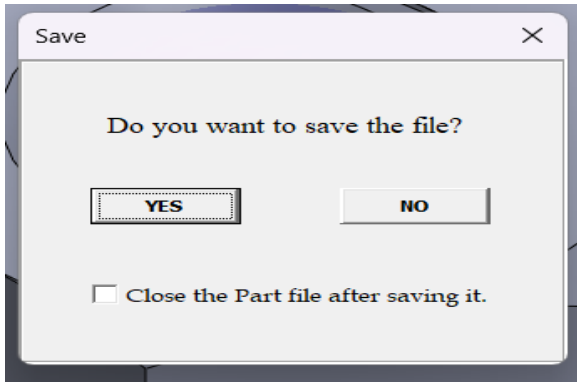 Save
Do you want to save the file?
YES NO
Close the Part file after saving it.